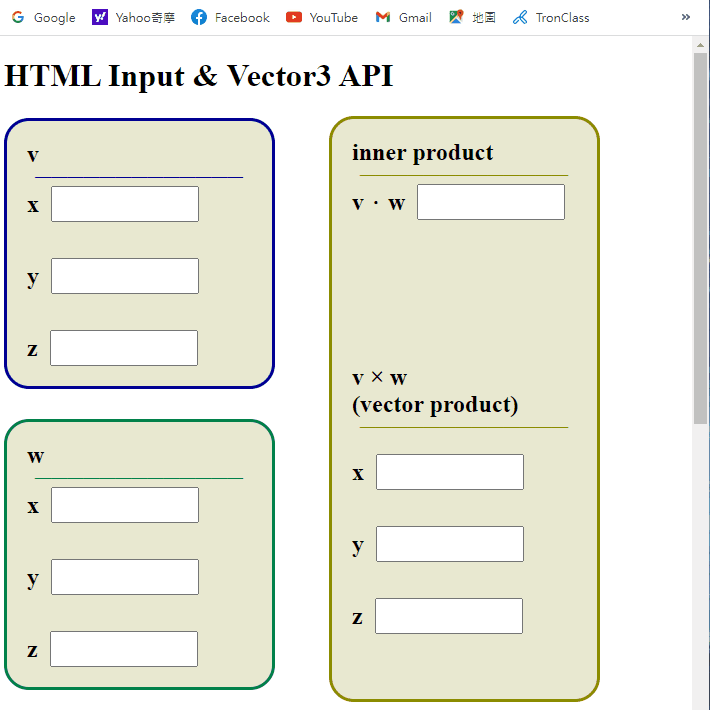 Google Yahoo奇摩 Facebook YouTube Gmail 地圖 TronClass »
HTML Input & Vector3 API
v
x
y
z
w
x
y
z
inner product
v · w
v × w
(vector product)
x
y
z